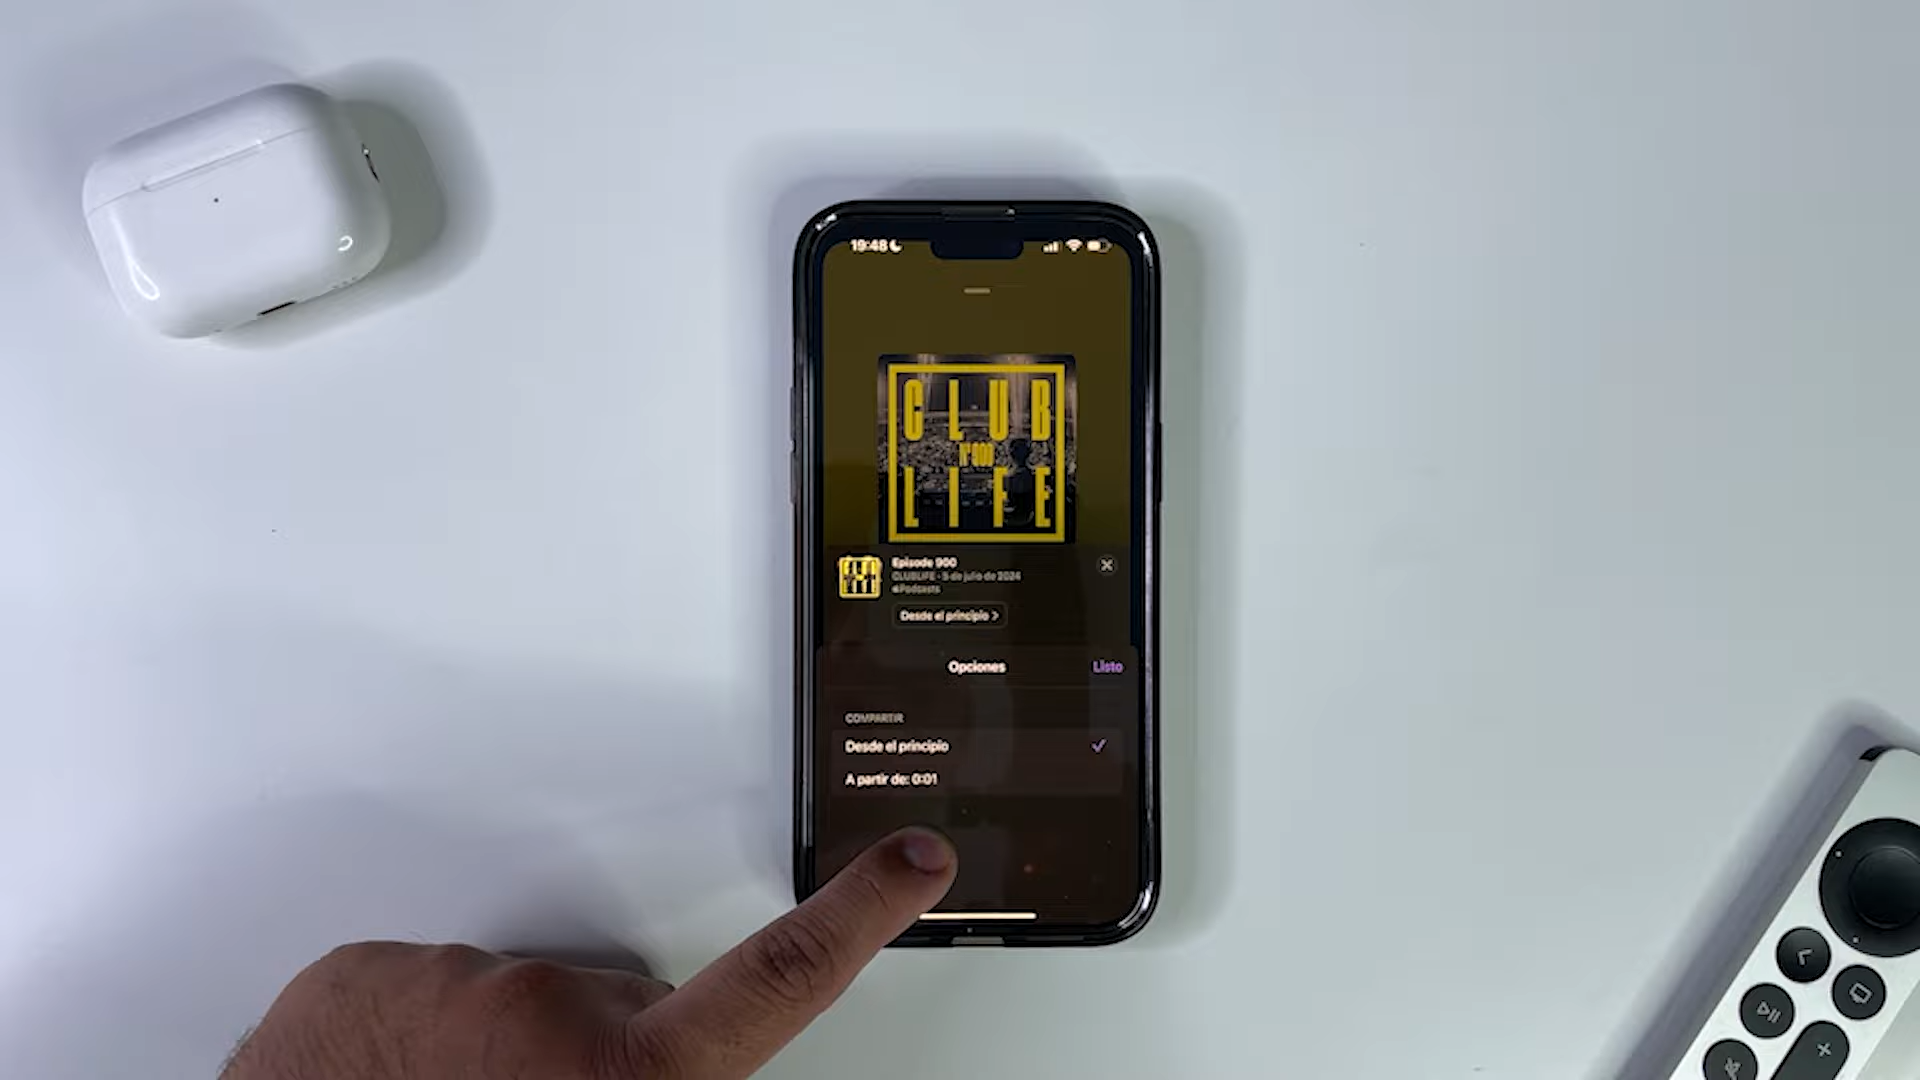 19:48
CLUB
Nº900
LIFE
Episode 900
CLUBLIFE · 5 de julio de 2024
Podcasts
Desde el principio >
Opciones
Listo
COMPARTIR
Desde el principio
A partir de: 0:01